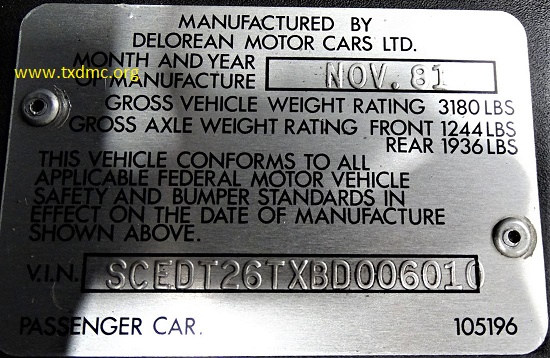 MANUFACTURED BY
DELOREAN MOTOR CARS LTD.
www.txdmc.org
MONTH AND YEAR
OF MANUFACTURE NOV. 81
GROSS VEHICLE WEIGHT RATING 3180 LBS
GROSS AXLE WEIGHT RATING FRONT 1244 LBS
REAR 1936 LBS
THIS VEHICLE CONFORMS TO ALL
APPLICABLE FEDERAL MOTOR VEHICLE
SAFETY AND BUMPER STANDARDS IN
EFFECT ON THE DATE OF MANUFACTURE
SHOWN ABOVE.
V.I.N. SCEDT26TXBD006010
PASSENGER CAR. 105196